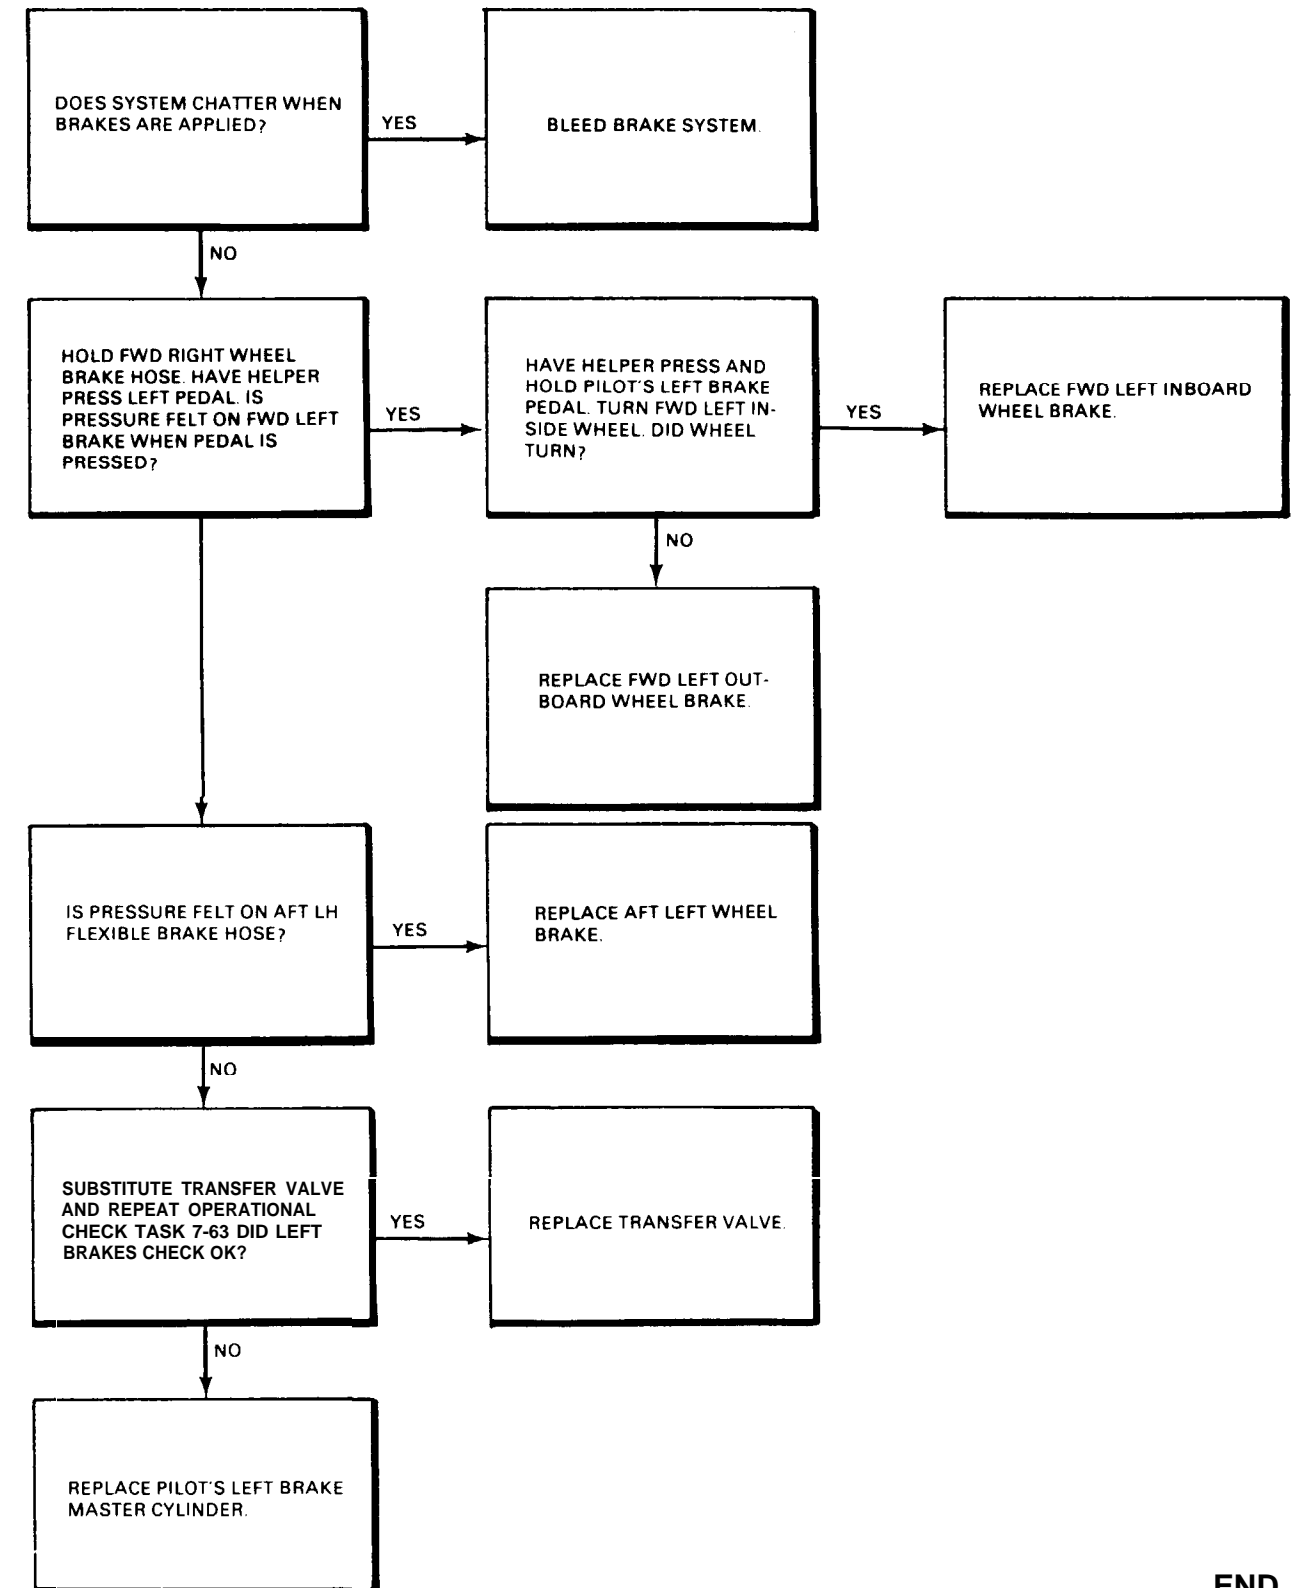 DOES SYSTEM CHATTER WHEN
BRAKES ARE APPLIED?
YES
BLEED BRAKE SYSTEM.
NO
HOLD FWD RIGHT WHEEL
BRAKE HOSE. HAVE HELPER
PRESS LEFT PEDAL. IS
PRESSURE FELT ON FWD LEFT
BRAKE WHEN PEDAL IS
PRESSED?
YES
HAVE HELPER PRESS AND
HOLD PILOT'S LEFT BRAKE
PEDAL. TURN FWD LEFT IN-
SIDE WHEEL. DID WHEEL
TURN?
YES
REPLACE FWD LEFT INBOARD
WHEEL BRAKE.
NO
REPLACE FWD LEFT OUT-
BOARD WHEEL BRAKE.
IS PRESSURE FELT ON AFT LH
FLEXIBLE BRAKE HOSE?
YES
REPLACE AFT LEFT WHEEL
BRAKE.
NO
SUBSTITUTE TRANSFER VALVE
AND REPEAT OPERATIONAL
CHECK TASK 7-63 DID LEFT
BRAKES CHECK OK?
YES
REPLACE TRANSFER VALVE.
NO
REPLACE PILOT'S LEFT BRAKE
MASTER CYLINDER.
END